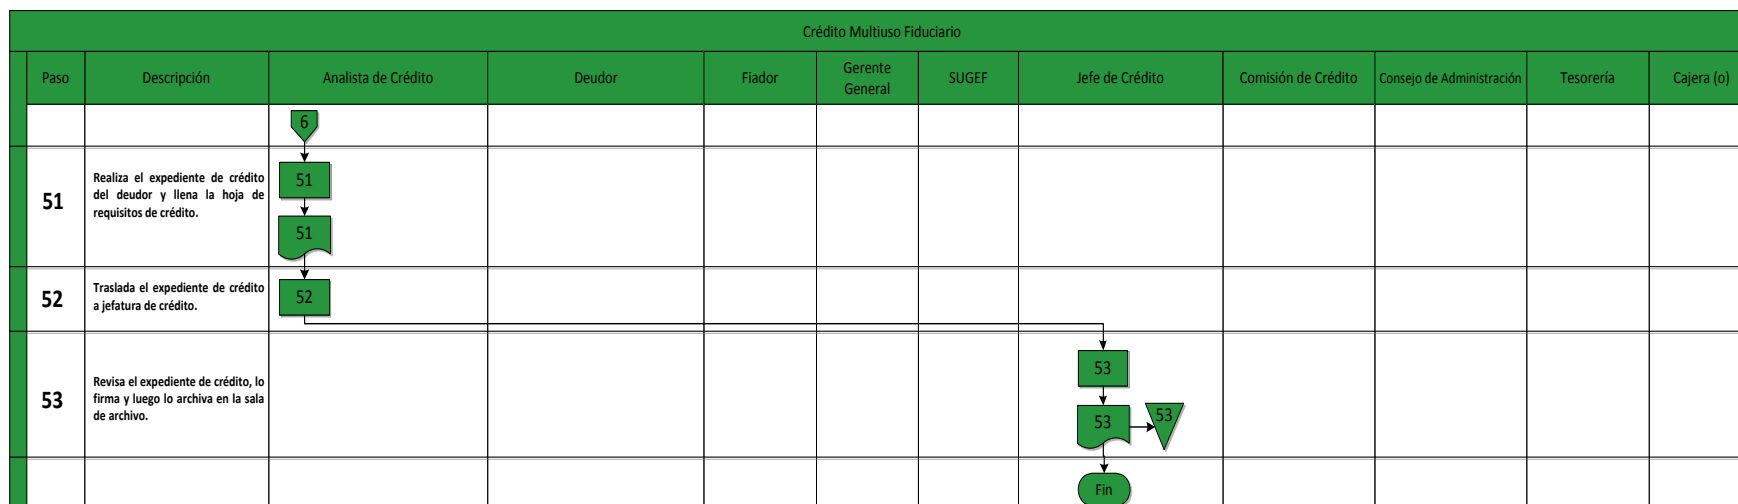 Crédito Multiuso Fiduciario
Paso
Descripción
Analista de Crédito
Deudor
Fiador
Gerente
General
SUGEF
Jefe de Crédito
Comisión de Crédito
Consejo de Administración
Tesorería
Cajera (o)
6
51
Realiza el expediente de crédito
del deudor y llena la hoja de
requisitos de crédito.
51
51
52
Traslada el expediente de crédito
a jefatura de crédito.
52
53
Revisa el expediente de crédito, lo
firma y luego lo archiva en la sala
de archivo.
53
53
53
Fin